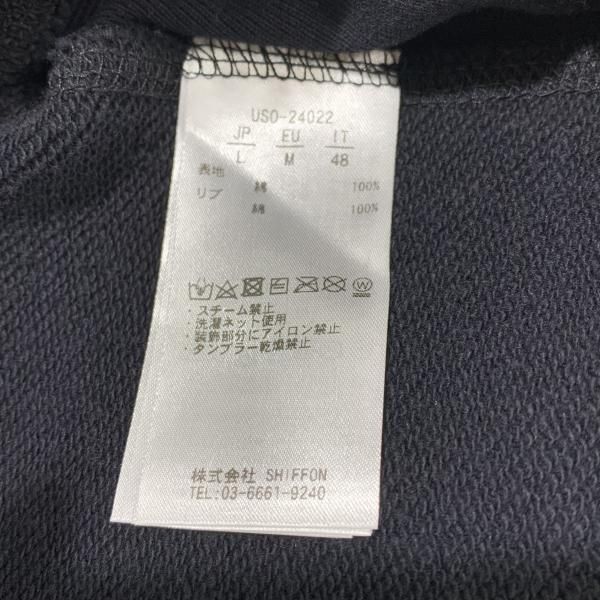 USO-24022
JP EU IT
L M 48
表地 綿 100%
リブ 綿 100%
・スチーム禁止
・洗濯ネット使用
・装飾部分にアイロン禁止
・タンブラー乾燥禁止
株式会社 SHIFFON
TEL:03-6661-9240